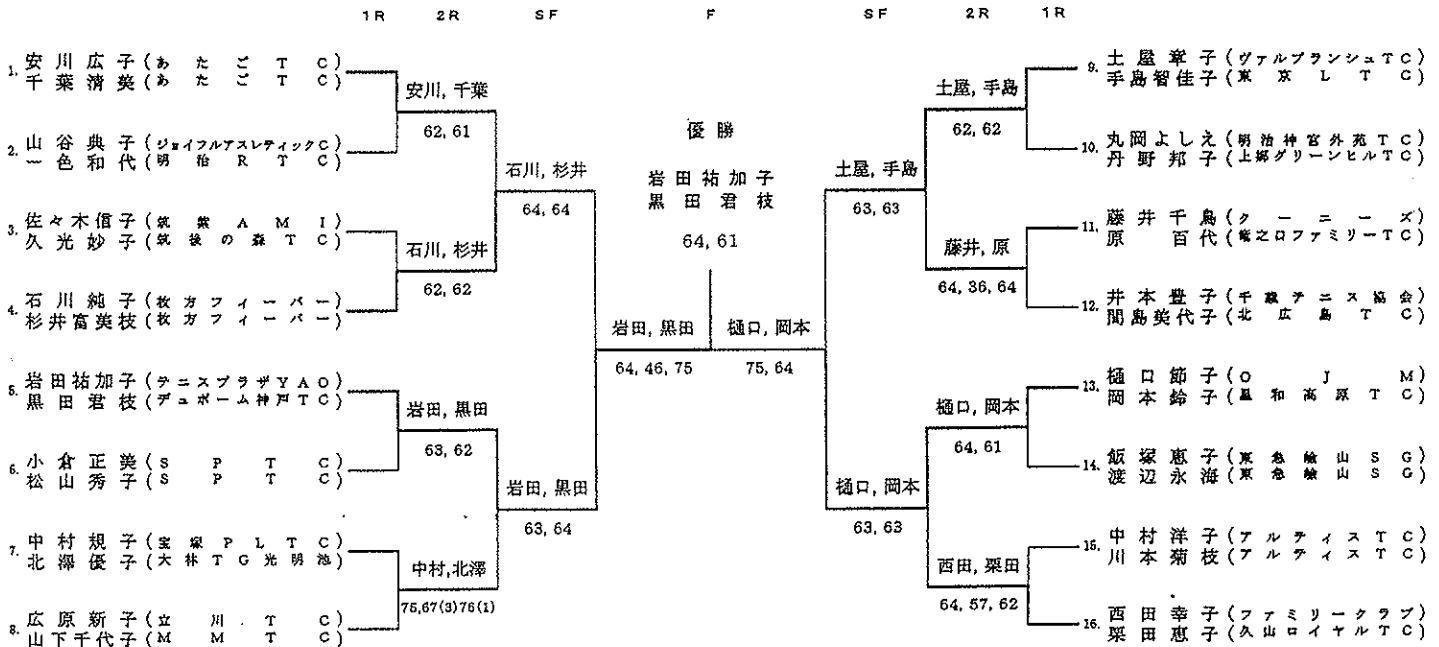 1R 2R SF F SF 2R 1R
1. 安川広子(あたごTC)
千葉清美(あたごTC)
2. 山谷典子(ジョイフルアスレティックC)
一色和代(明治RTC)
3. 佐々木信子(筑紫AMI)
久光妙子(筑後の森TC)
4. 石川純子(枚方フィーバー)
杉井富美枝(枚方フィーバー)
5. 岩田祐加子(テニスプラザYAO)
黒田君枝(デュポーム神戸TC)
6. 小倉正美(SPTC)
松山秀子(SPTC)
7. 中村規子(宝塚PLTC)
北澤優子(大林TG光明池)
8. 広原新子(立川TC)
山下千代子(MMTC)
安川, 千葉
62, 61
石川, 杉井
62, 62
岩田, 黒田
63, 62
中村, 北澤
75,67(3)76(1)
石川, 杉井
64, 64
岩田, 黒田
63, 64
岩田, 黒田
64, 46, 75
優勝
岩田祐加子
黒田君枝
64, 61
樋口, 岡本
75, 64
土屋, 手島
63, 63
樋口, 岡本
63, 63
土屋, 手島
62, 62
藤井, 原
64, 36, 64
樋口, 岡本
64, 61
西田, 栗田
64, 57, 62
9. 土屋章子(ヴァルブランシュTC)
手島智佳子(東京LTC)
10. 丸岡よしえ(明治神宮外苑TC)
丹野邦子(上郷グリーンヒルTC)
11. 藤井千鳥(クーニーズ)
原百代(竜之口ファミリーTC)
12. 井本豊子(千歳テニス協会)
間島美代子(北広島TC)
13. 樋口節子(OJM)
岡本鈴子(星和高原TC)
14. 飯塚恵子(東急SG)
渡辺永海(東急SG)
15. 中村洋子(アルティスTC)
川本菊枝(アルティスTC)
16. 西田幸子(ファミリークラブ)
栗田恵子(久山ロイヤルTC)